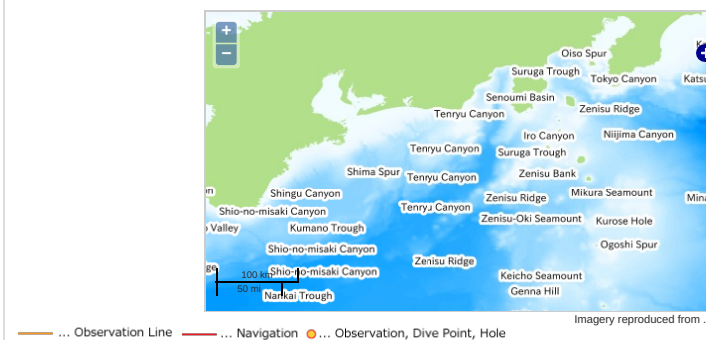 +
−
Oiso Spur
Suruga Trough
Tokyo Canyon
Katsu
Senoumi Basin
Zenisu Ridge
Tenryu Canyon
Iro Canyon
Niijima Canyon
Tenryu Canyon
Suruga Trough
Shima Spur
Tenryu Canyon
Zenisu Bank
Shingu Canyon
Zenisu Ridge
Mikura Seamount
Mina
Shio-no-misaki Canyon
Tenryu Canyon
Zenisu-Oki Seamount
Kurose Hole
Valley
Kumano Trough
Ogoshi Spur
Shio-no-misaki Canyon
Zenisu Ridge
Shio-no-misaki Canyon
100 km
Keicho Seamount
50 mi
Nankai Trough
Genna Hill
Imagery reproduced from .
... Observation Line ... Navigation ... Observation, Dive Point, Hole